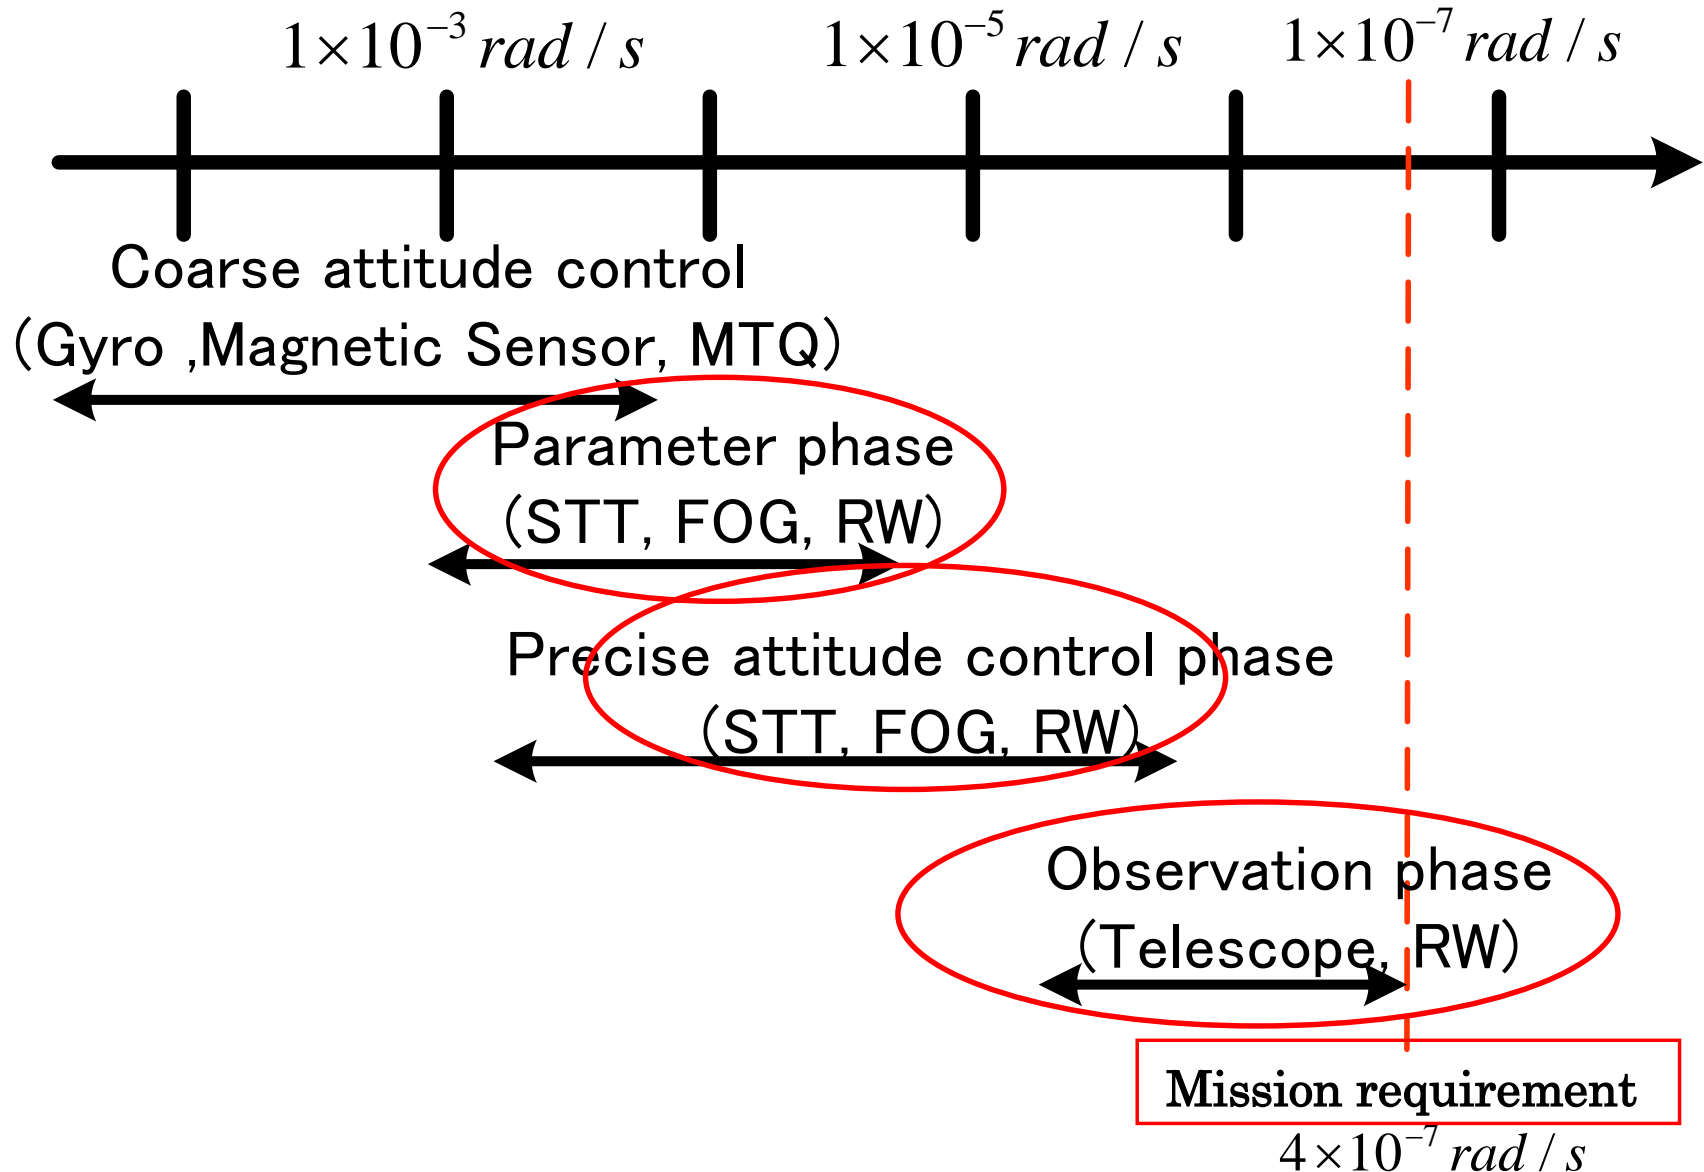 1×10⁻³ rad / s 1×10⁻⁵ rad / s 1×10⁻⁷ rad / s
Coarse attitude control
(Gyro ,Magnetic Sensor, MTQ)
Parameter phase
(STT, FOG, RW)
Precise attitude control phase
(STT, FOG, RW)
Observation phase
(Telescope, RW)
Mission requirement
4×10⁻⁷ rad / s